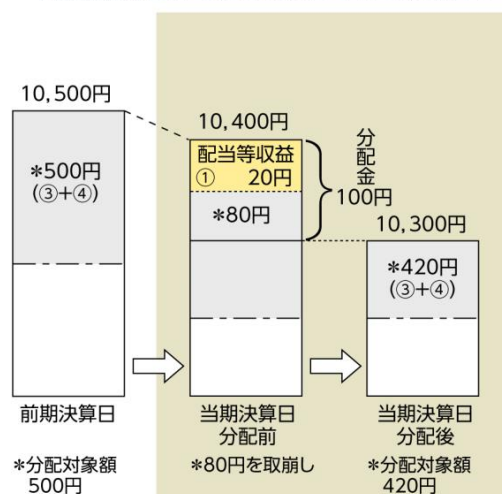 10,500円
*500円
(③+④)
前期決算日
*分配対象額
500円
10,400円
配当等収益
① 20円
*80円
分配金
100円
当期決算日
分配前
*80円を取崩し
10,300円
*420円
(③+④)
当期決算日
分配後
*分配対象額
420円